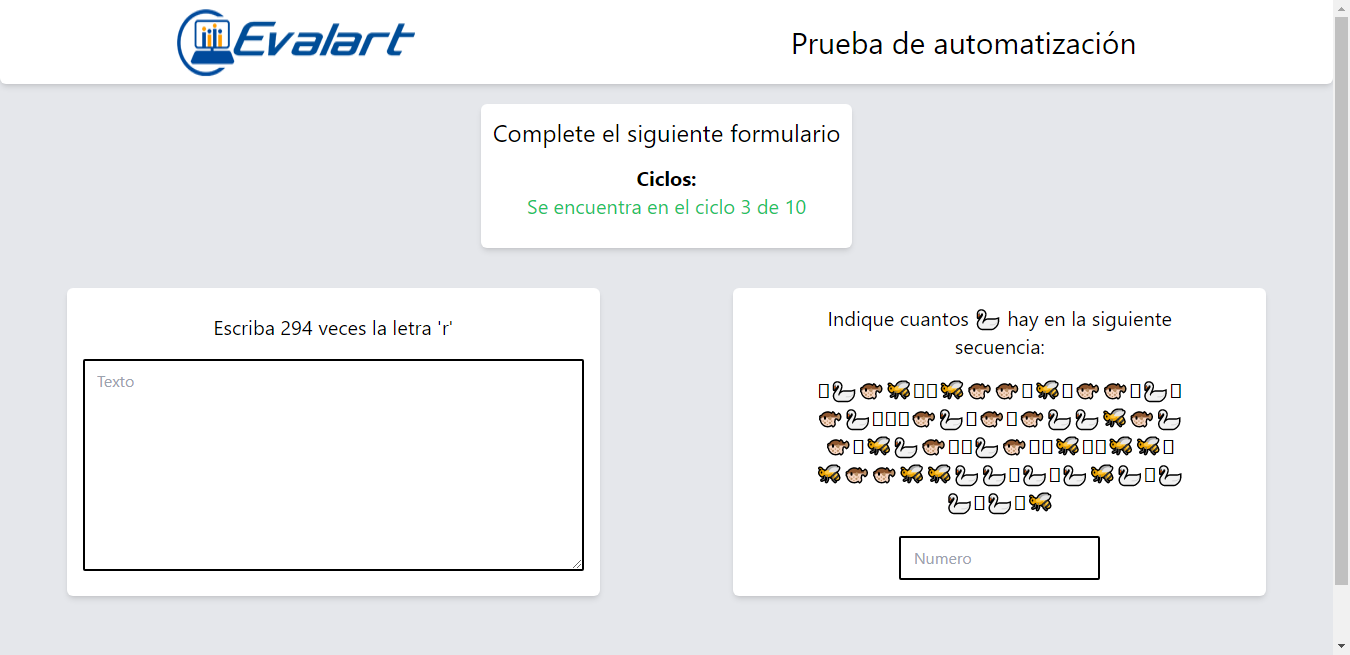 Evalart
Prueba de automatización
Complete el siguiente formulario
Ciclos:
Se encuentra en el ciclo 3 de 10
Escriba 294 veces la letra 'r'
Texto
Indique cuantos 🦢 hay en la siguiente
secuencia:
Numero